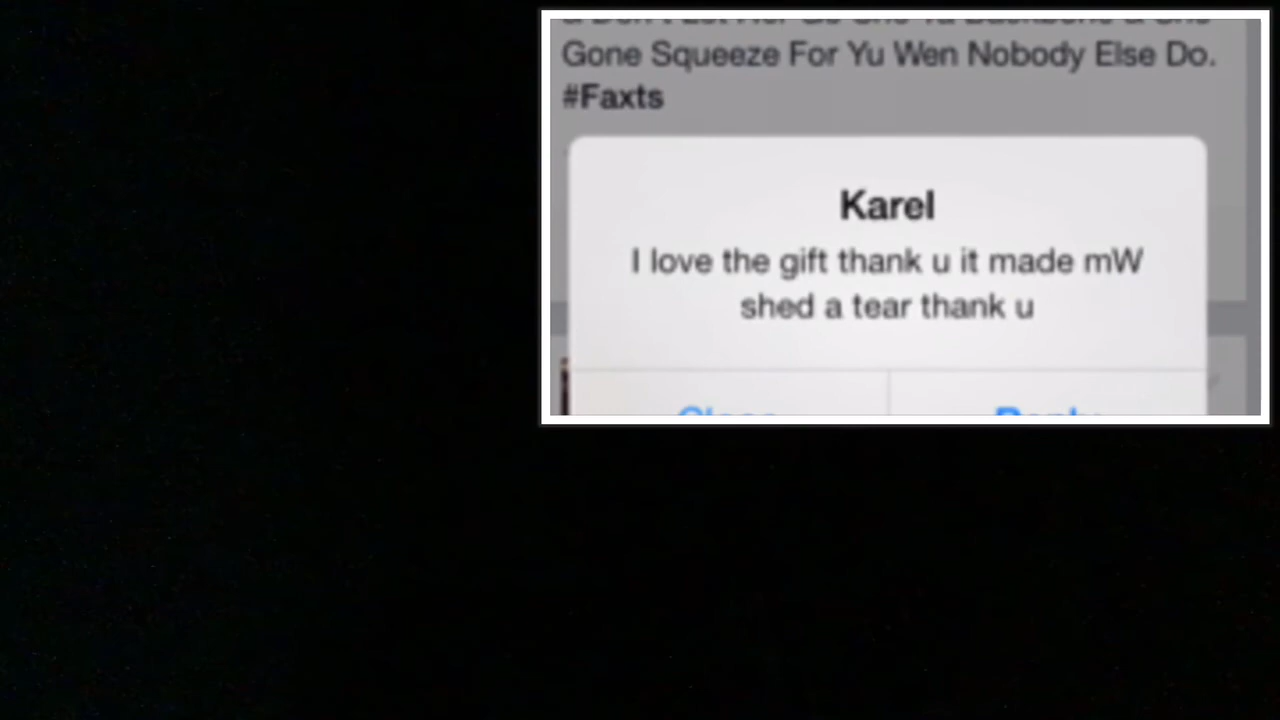 Gone Squeeze For Yu Wen Nobody Else Do.
#Faxts
Karel
I love the gift thank u it made mW
shed a tear thank u